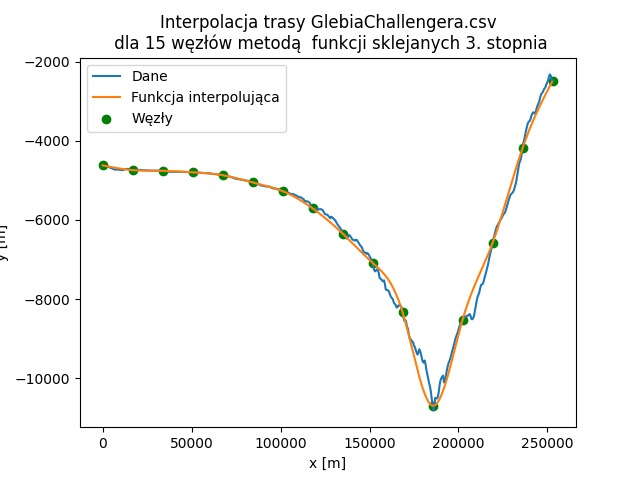 Interpolacja trasy GlebiaChallengera.csv
dla 15 węzłów metodą  funkcji sklejanych 3. stopnia
Dane
Funkcja interpolująca
Węzły
y [m]
−2000
−4000
−6000
−8000
−10000
0
50000
100000
150000
200000
250000
x [m]